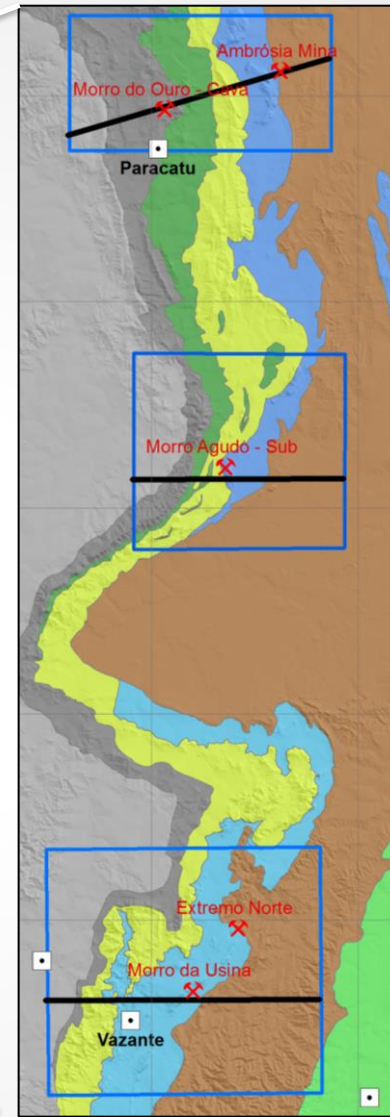 Ambrósia Mina
Morro do Ouro - Cava
Paracatu
Morro Agudo - Sub
Extremo Norte
Morro da Usina
Vazante